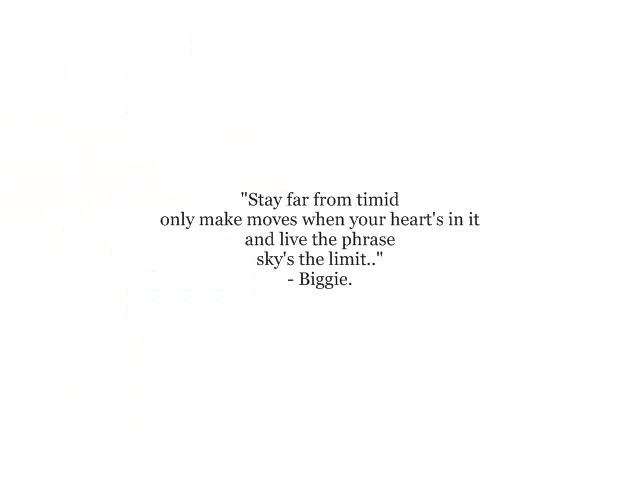 "Stay far from timid
only make moves when your heart's in it
and live the phrase
sky's the limit.."
- Biggie.